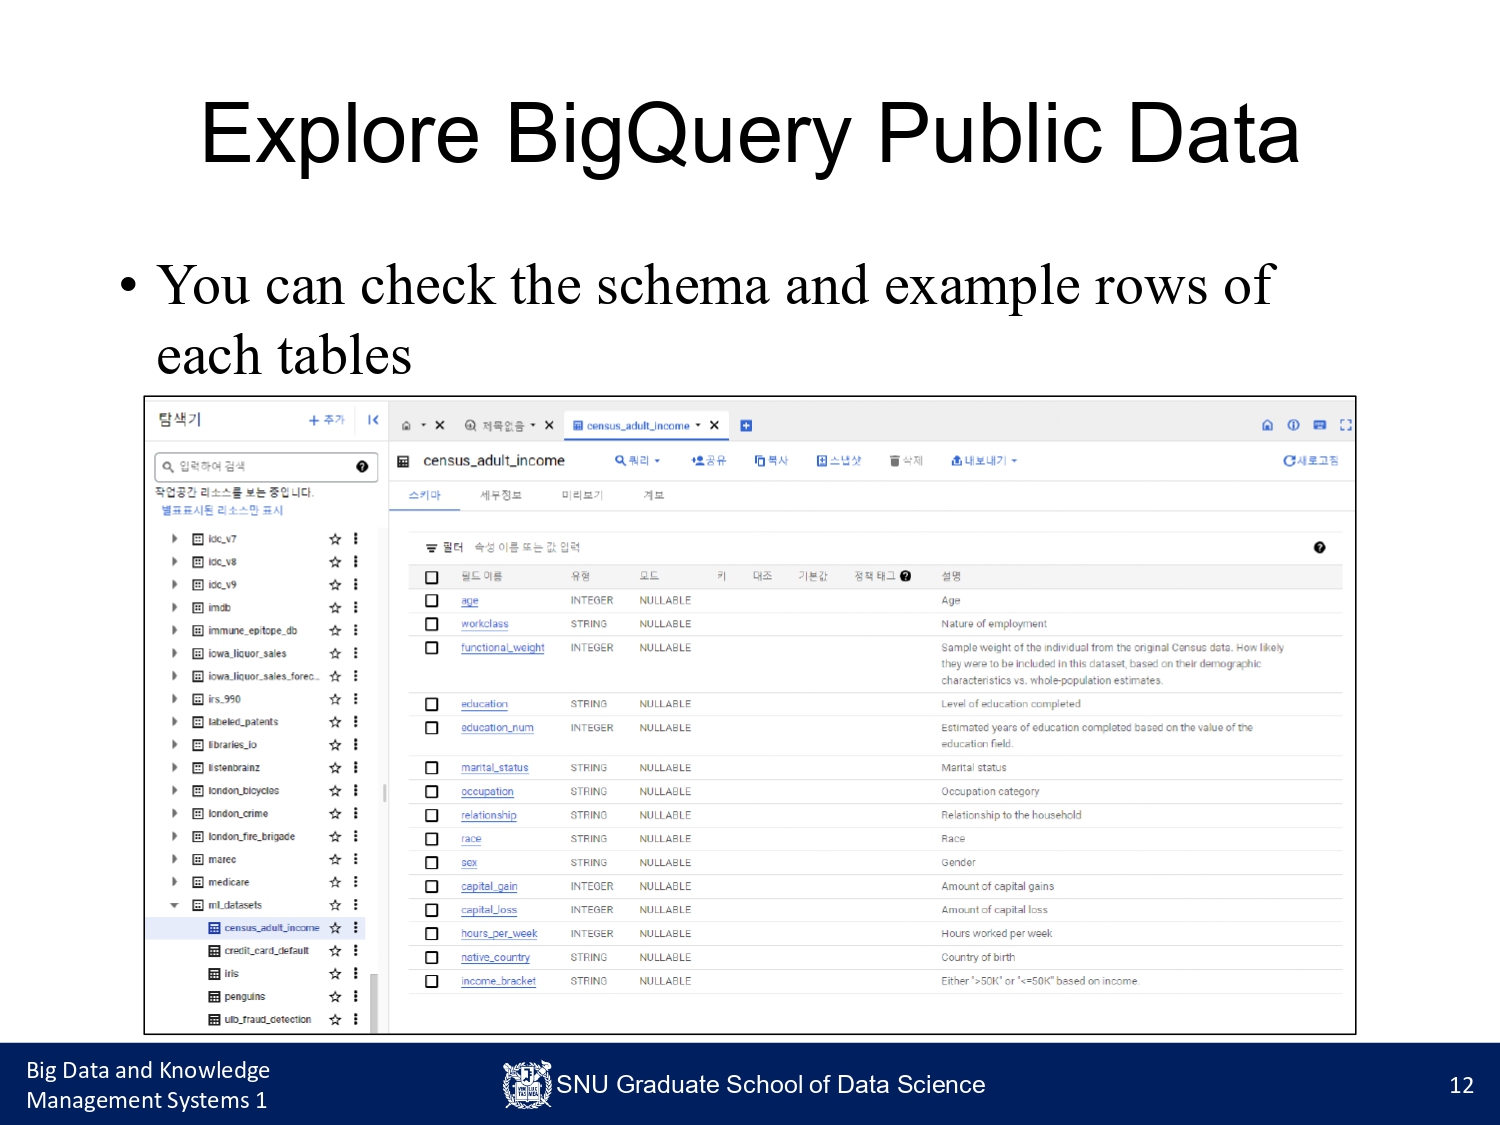 Explore BigQuery Public Data
• You can check the schema and example rows of
each tables
탐색기
+ 추가
입력하여 검색
작업공간 리소스를 보는 중입니다.
별표표시된 리소스만 표시
idc_v7
idc_v8
idc_v9
imdb
immune_epitope_db
iowa_liquor_sales
iowa_liquor_sales_forec...
irs_990
labeled_patents
libraries_io
listenbrainz
london_bicycles
london_crime
london_fire_brigade
marec
medicare
ml_datasets
census_adult_income
credit_card_default
iris
penguins
ulb_fraud_detection
제목없음
census_adult_income
census_adult_income
쿼리
공유
복사
스냅샷
삭제
내보내기
새로고침
스키마 세부정보 미리보기 계보
필터 속성 이름 또는 값 입력
필드 이름 유형 모드 키 대조 기본값 정책 태그 설명
age INTEGER NULLABLE Age
workclass STRING NULLABLE Nature of employment
functional_weight INTEGER NULLABLE Sample weight of the individual from the original Census data. How likely
they were to be included in this dataset, based on their demographic
characteristics vs. whole-population estimates.
education STRING NULLABLE Level of education completed
education_num INTEGER NULLABLE Estimated years of education completed based on the value of the
education field.
marital_status STRING NULLABLE Marital status
occupation STRING NULLABLE Occupation category
relationship STRING NULLABLE Relationship to the household
race STRING NULLABLE Race
sex STRING NULLABLE Gender
capital_gain INTEGER NULLABLE Amount of capital gains
capital_loss INTEGER NULLABLE Amount of capital loss
hours_per_week INTEGER NULLABLE Hours worked per week
native_country STRING NULLABLE Country of birth
income_bracket STRING NULLABLE Either ">50K" or "<=50K" based on income.
Big Data and Knowledge
Management Systems 1
SNU Graduate School of Data Science
12